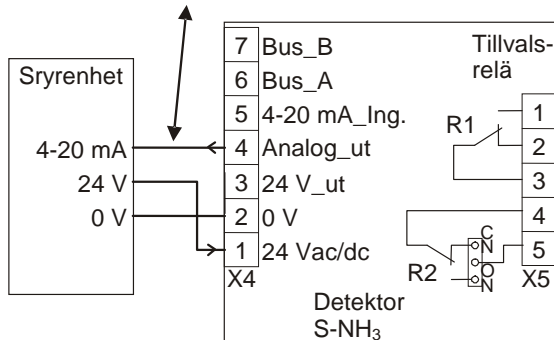 Sryrenhet
4-20 mA
24 V
0 V
7 Bus_B
6 Bus_A
5 4-20 mA_Ing.
4 Analog_ut
3 24 V_ut
2 0 V
1 24 Vac/dc
X4
Detektor
S-NH₃
Tillvals-
relä
R1
1
2
3
4
5
R2
C
N
O
N
X5